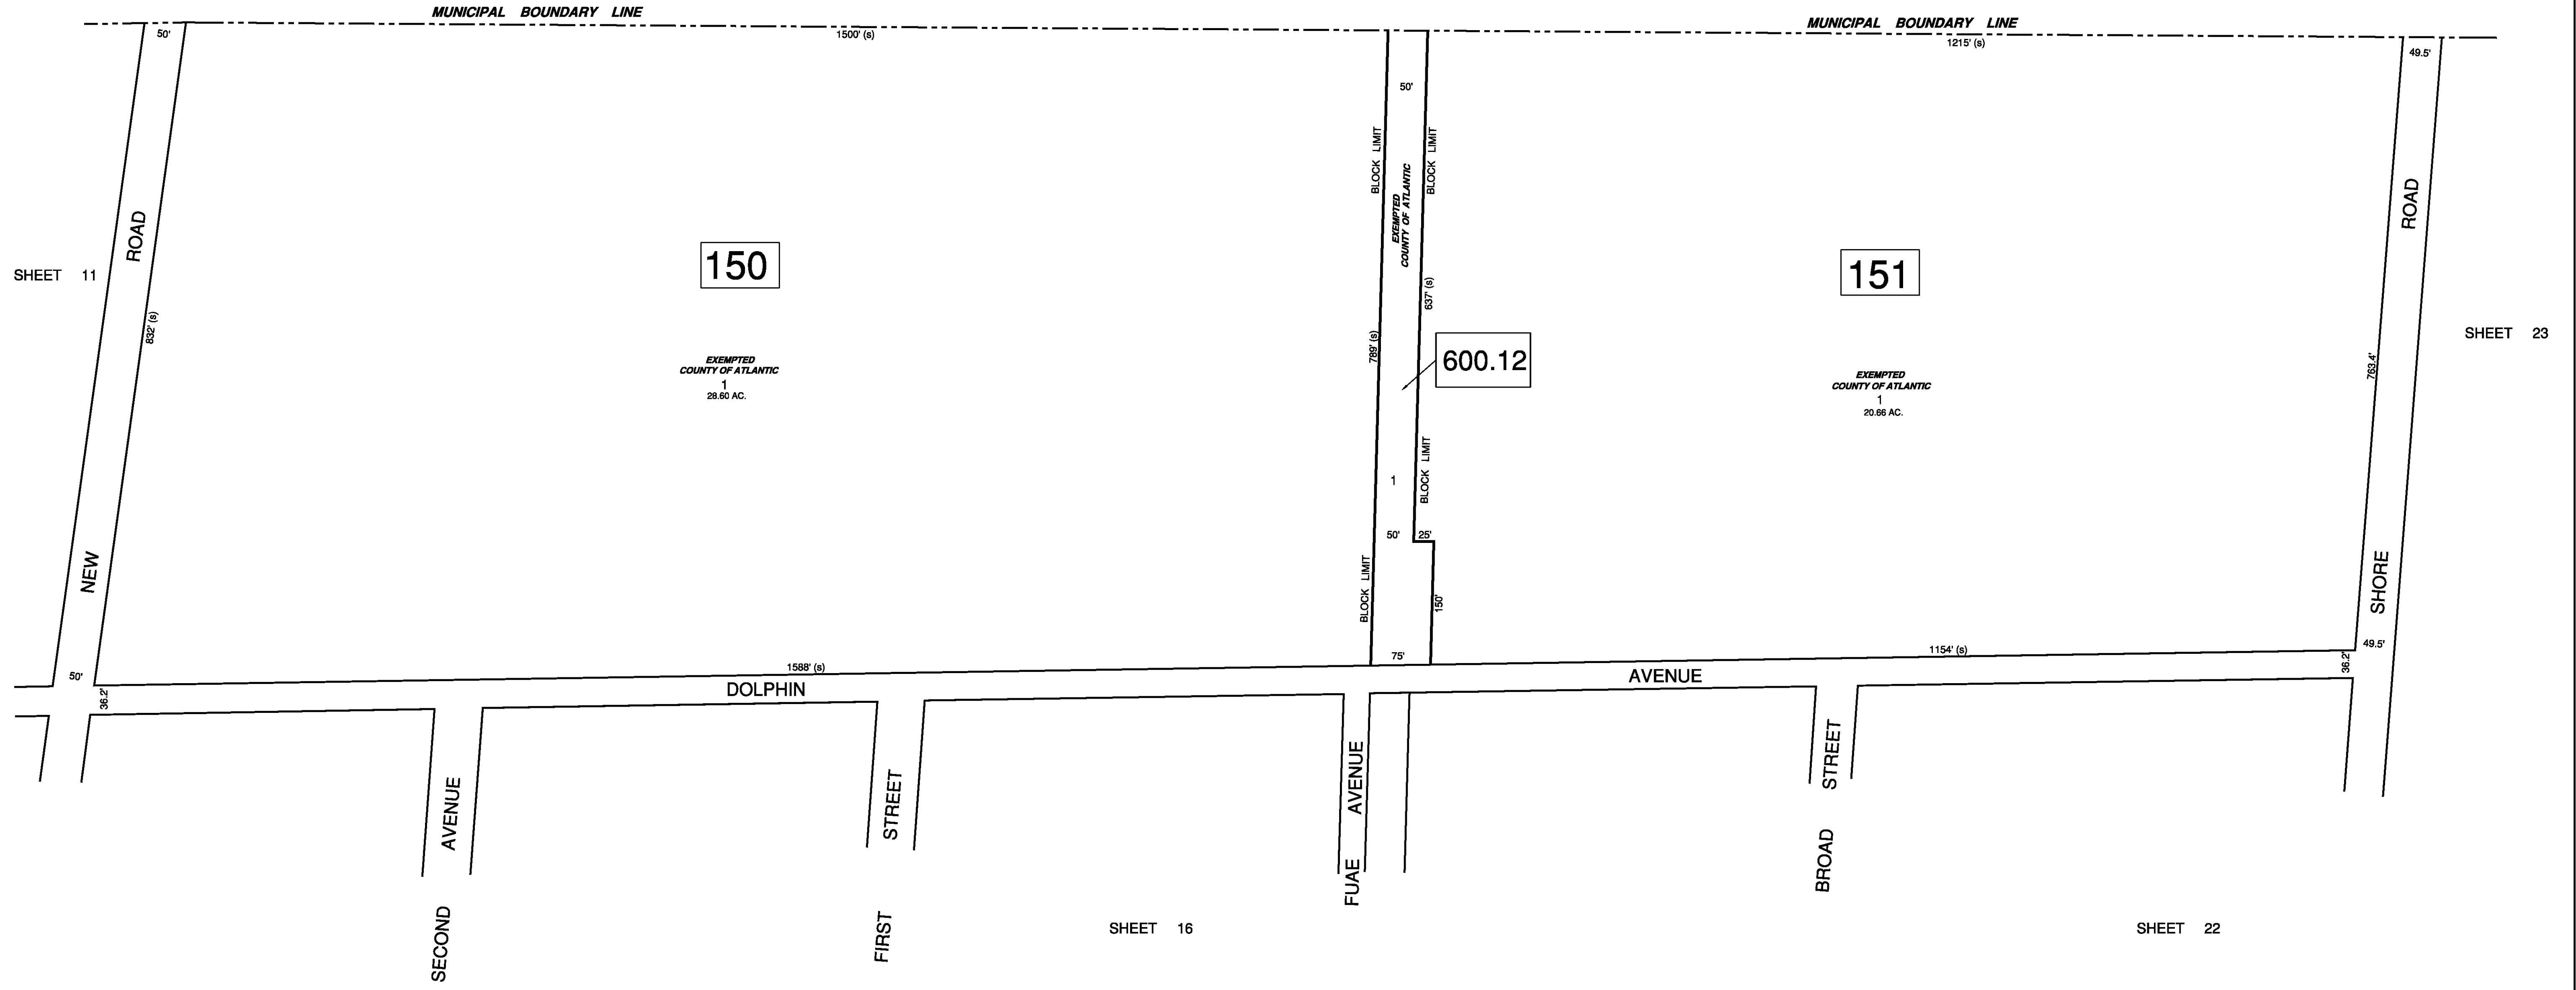 MUNICIPAL BOUNDARY LINE
MUNICIPAL BOUNDARY LINE
50'
1500' (s)
1215' (s)
49.5'
50'
BLOCK LIMIT
BLOCK LIMIT
EXEMPTED
COUNTY OF ATLANTIC
ROAD
ROAD
SHEET 11
150
151
832' (s)
637' (s)
789' (s)
SHEET 23
600.12
763.4'
EXEMPTED
COUNTY OF ATLANTIC
1
28.60 AC.
EXEMPTED
COUNTY OF ATLANTIC
1
20.66 AC.
BLOCK LIMIT
1
50'
25'
NEW
BLOCK LIMIT
150'
SHORE
50'
36.2'
1588' (s)
75'
1154' (s)
36.2'
49.5'
DOLPHIN
AVENUE
SECOND AVENUE
FIRST STREET
FUAE AVENUE
BROAD STREET
SHEET 16
SHEET 22